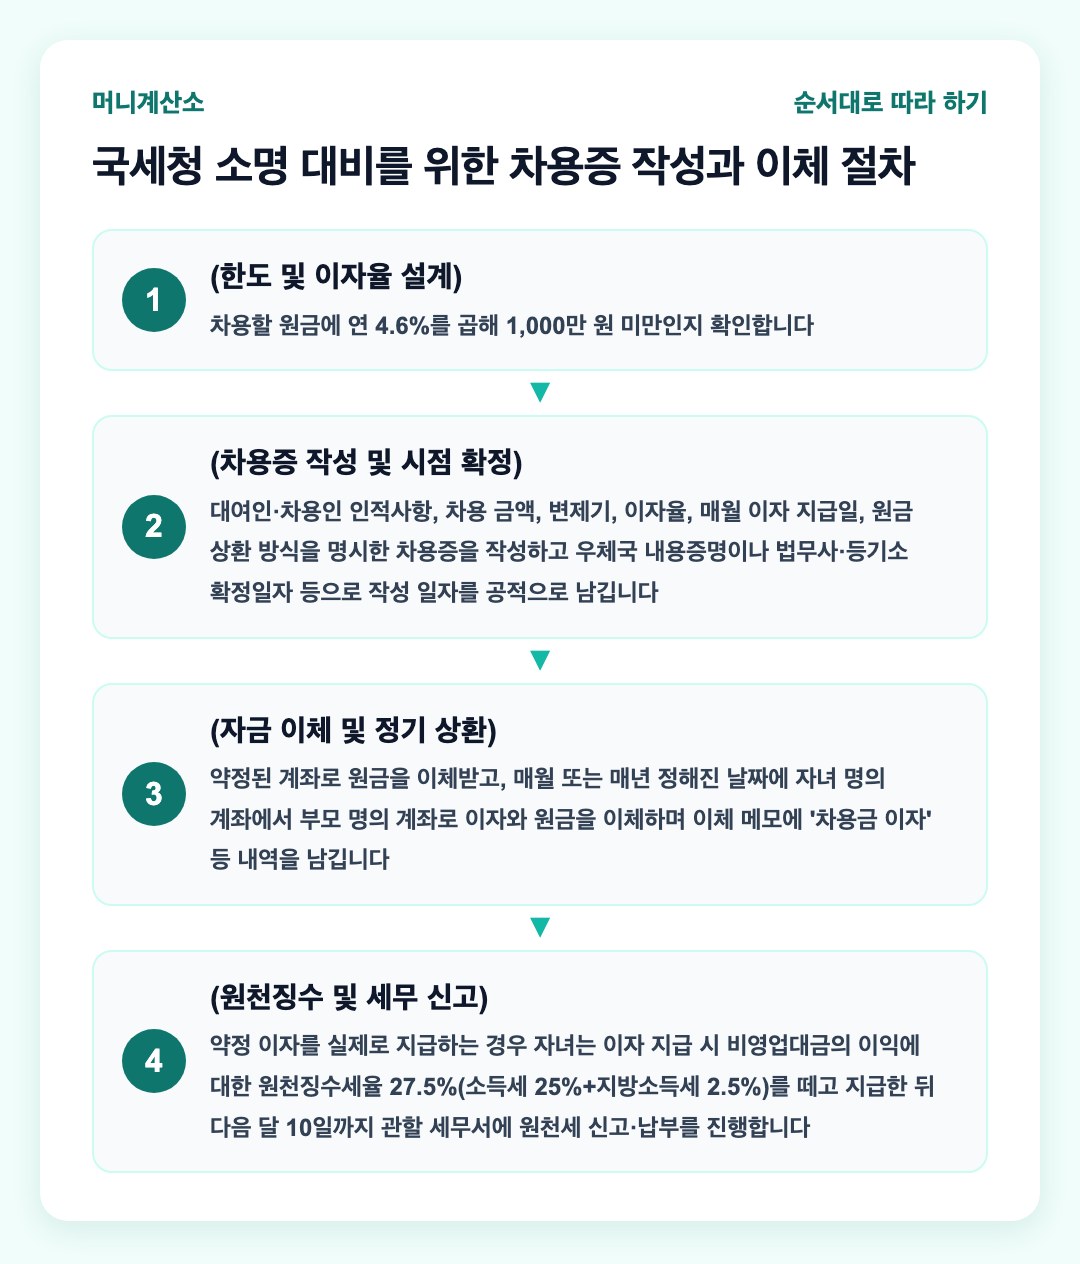 머니계산소
순서대로 따라 하기
국세청 소명 대비를 위한 차용증 작성과 이체 절차
1
(한도 및 이자율 설계)
차용할 원금에 연 4.6%를 곱해 1,000만 원 미만인지 확인합니다
▼
2
(차용증 작성 및 시점 확정)
대여인·차용인 인적사항, 차용 금액, 변제기, 이자율, 매월 이자 지급일, 원금
상환 방식을 명시한 차용증을 작성하고 우체국 내용증명이나 법무사·등기소
확정일자 등으로 작성 일자를 공적으로 남깁니다
▼
3
(자금 이체 및 정기 상환)
약정된 계좌로 원금을 이체받고, 매월 또는 매년 정해진 날짜에 자녀 명의
계좌에서 부모 명의 계좌로 이자와 원금을 이체하며 이체 메모에 '차용금 이자'
등 내역을 남깁니다
▼
4
(원천징수 및 세무 신고)
약정 이자를 실제로 지급하는 경우 자녀는 이자 지급 시 비영업대금의 이익에
대한 원천징수세율 27.5%(소득세 25%+지방소득세 2.5%)를 떼고 지급한 뒤
다음 달 10일까지 관할 세무서에 원천세 신고·납부를 진행합니다